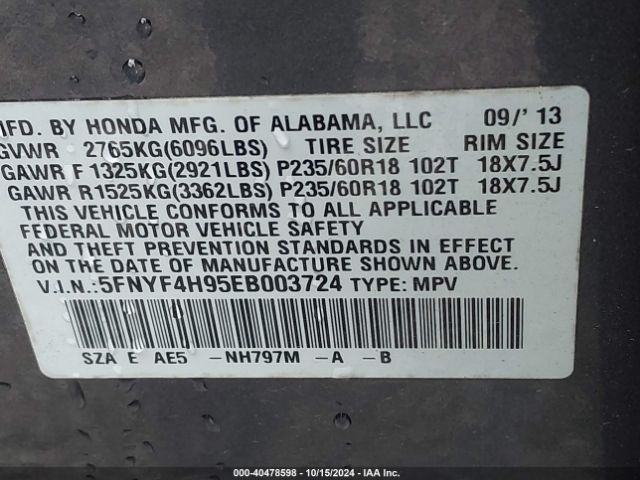 MFD. BY HONDA MFG. OF ALABAMA, LLC 09/'13
GVWR 2765KG(6096LBS) TIRE SIZE RIM SIZE
GAWR F 1325KG(2921LBS) P235/60R18 102T 18X7.5J
GAWR R1525KG(3362LBS) P235/60R18 102T 18X7.5J
THIS VEHICLE CONFORMS TO ALL APPLICABLE
FEDERAL MOTOR VEHICLE SAFETY
AND THEFT PREVENTION STANDARDS IN EFFECT
ON THE DATE OF MANUFACTURE SHOWN ABOVE.
V.I.N.:5FNYF4H95EB003724 TYPE: MPV
SZA E AE5 -NH797M -A -B
000-40478598 - 10/15/2024 - IAA Inc.